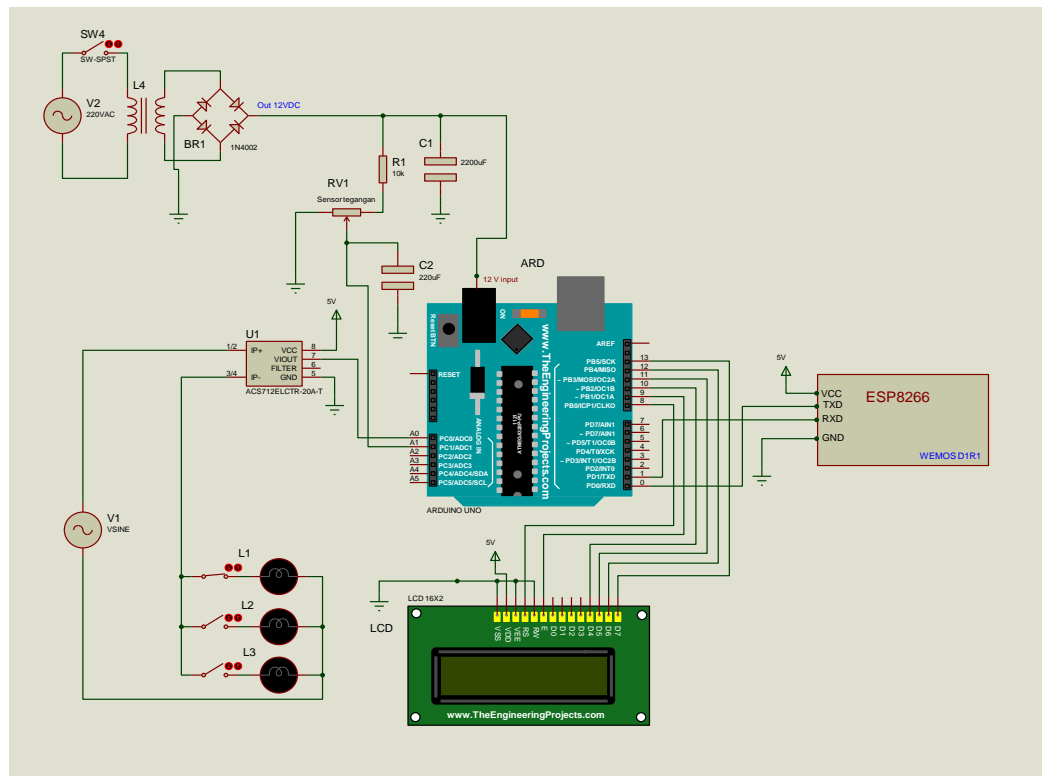 SW4
SW-SPST
L4
V2
220VAC
BR1
1N4002
Out 12VDC
C1
2200uF
R1
10k
RV1
Sensor tegangan
C2
220uF
12 V input
ARD
5V
U1
1/2
3/4
IP+
IP-
VCC
VIOUT
FILTER
GND
8
7
6
5
ACS712ELCTR-20A-T
Reset BTN
ON
www.TheEngineeringProjects.com
ANALOG IN
RESET
AREF
PB5/SCK
PB4/MISO
~ PB3/MOSI/OC2A
~ PB2/OC1B
~ PB1/OC1A
PB0/ICP1/CLKO
13
12
11
10
9
8
PD7/AIN1
~ PD7/AIN1
~ PD5/T1/OC0B
PD4/T0/XCK
~ PD3/INT1/OC2B
PD2/INT0
PD1/TXD
PD0/RXD
7
6
5
4
3
2
1
0
A0
A1
A2
A3
A4
A5
PC0/ADC0
PC1/ADC1
PC2/ADC2
PC3/ADC3
PC4/ADC4/SDA
PC5/ADC5/SCL
ARDUINO UNO
5V
VCC
TXD
RXD
GND
ESP8266
WEMOS D1R1
V1
VSINE
L1
L2
L3
5V
LCD 16X2
LCD
VSS
VDD
VEE
RS
RW
E
D0
D1
D2
D3
D4
D5
D6
D7
www.TheEngineeringProjects.com